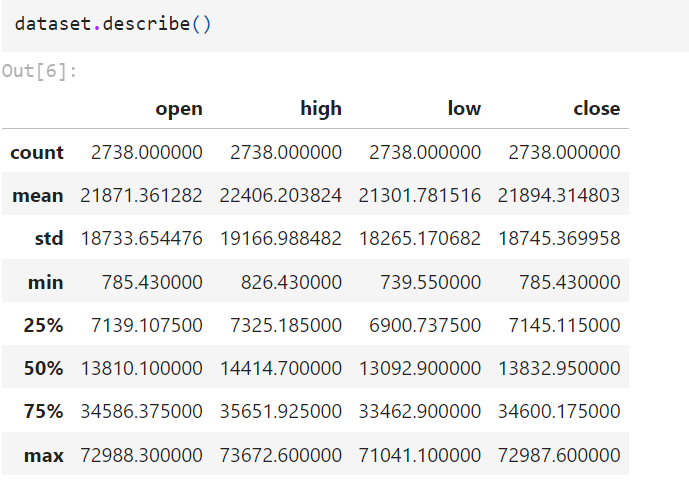 dataset.describe()
Out[6]:
open high low close
count 2738.000000 2738.000000 2738.000000 2738.000000
mean 21871.361282 22406.203824 21301.781516 21894.314803
std 18733.654476 19166.988482 18265.170682 18745.369958
min 785.430000 826.430000 739.550000 785.430000
25% 7139.107500 7325.185000 6900.737500 7145.115000
50% 13810.100000 14414.700000 13092.900000 13832.950000
75% 34586.375000 35651.925000 33462.900000 34600.175000
max 72988.300000 73672.600000 71041.100000 72987.600000